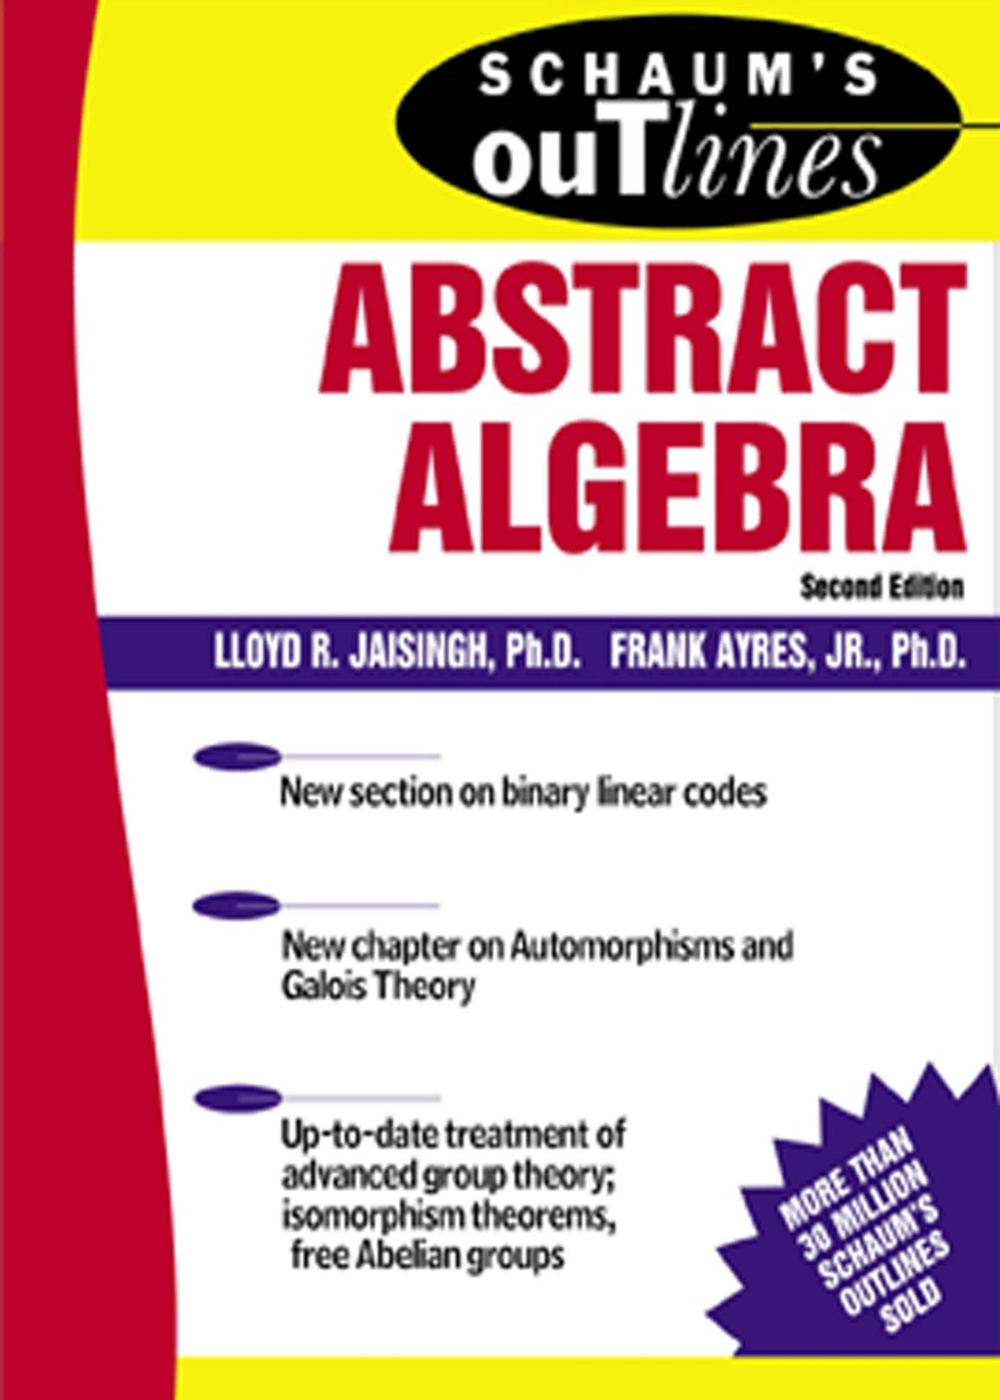 SCHAUM'S
ouTlines
ABSTRACT
ALGEBRA
Second Edition
LLOYD R. JAISINGH, Ph.D. FRANK AYRES, JR., Ph.D.
New section on binary linear codes
New chapter on Automorphisms and
Galois Theory
Up-to-date treatment of
advanced group theory;
isomorphism theorems,
free Abelian groups
MORE THAN
30 MILLION
SCHAUM'S
OUTLINES
SOLD